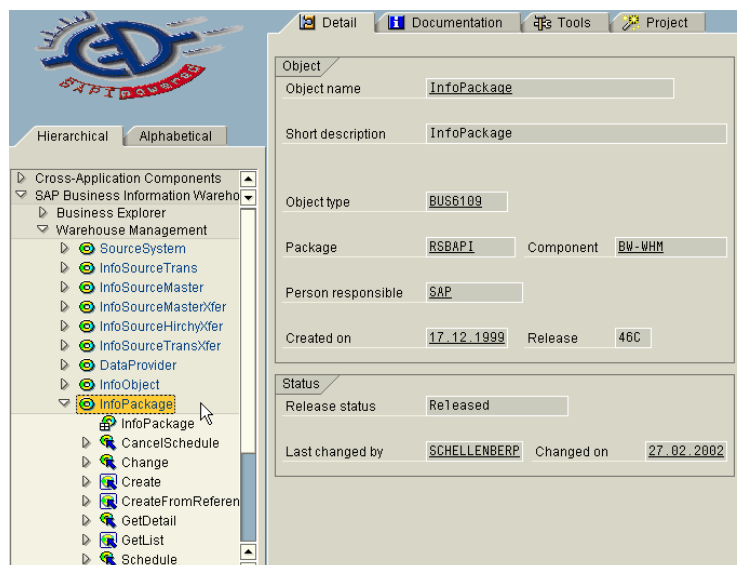 Detail Documentation Tools Project
SAPI Powered
Hierarchical Alphabetical
Cross-Application Components
SAP Business Information Wareho
Business Explorer
Warehouse Management
SourceSystem
InfoSourceTrans
InfoSourceMaster
InfoSourceMasterXfer
InfoSourceHirchyXfer
InfoSourceTransXfer
DataProvider
InfoObject
InfoPackage
InfoPackage
CancelSchedule
Change
Create
CreateFromReferen
GetDetail
GetList
Schedule
Object
Object name InfoPackage
Short description InfoPackage
Object type BUS6109
Package RSBAPI Component BW-WHM
Person responsible SAP
Created on 17.12.1999 Release 46C
Status
Release status Released
Last changed by SCHELLENBERP Changed on 27.02.2002